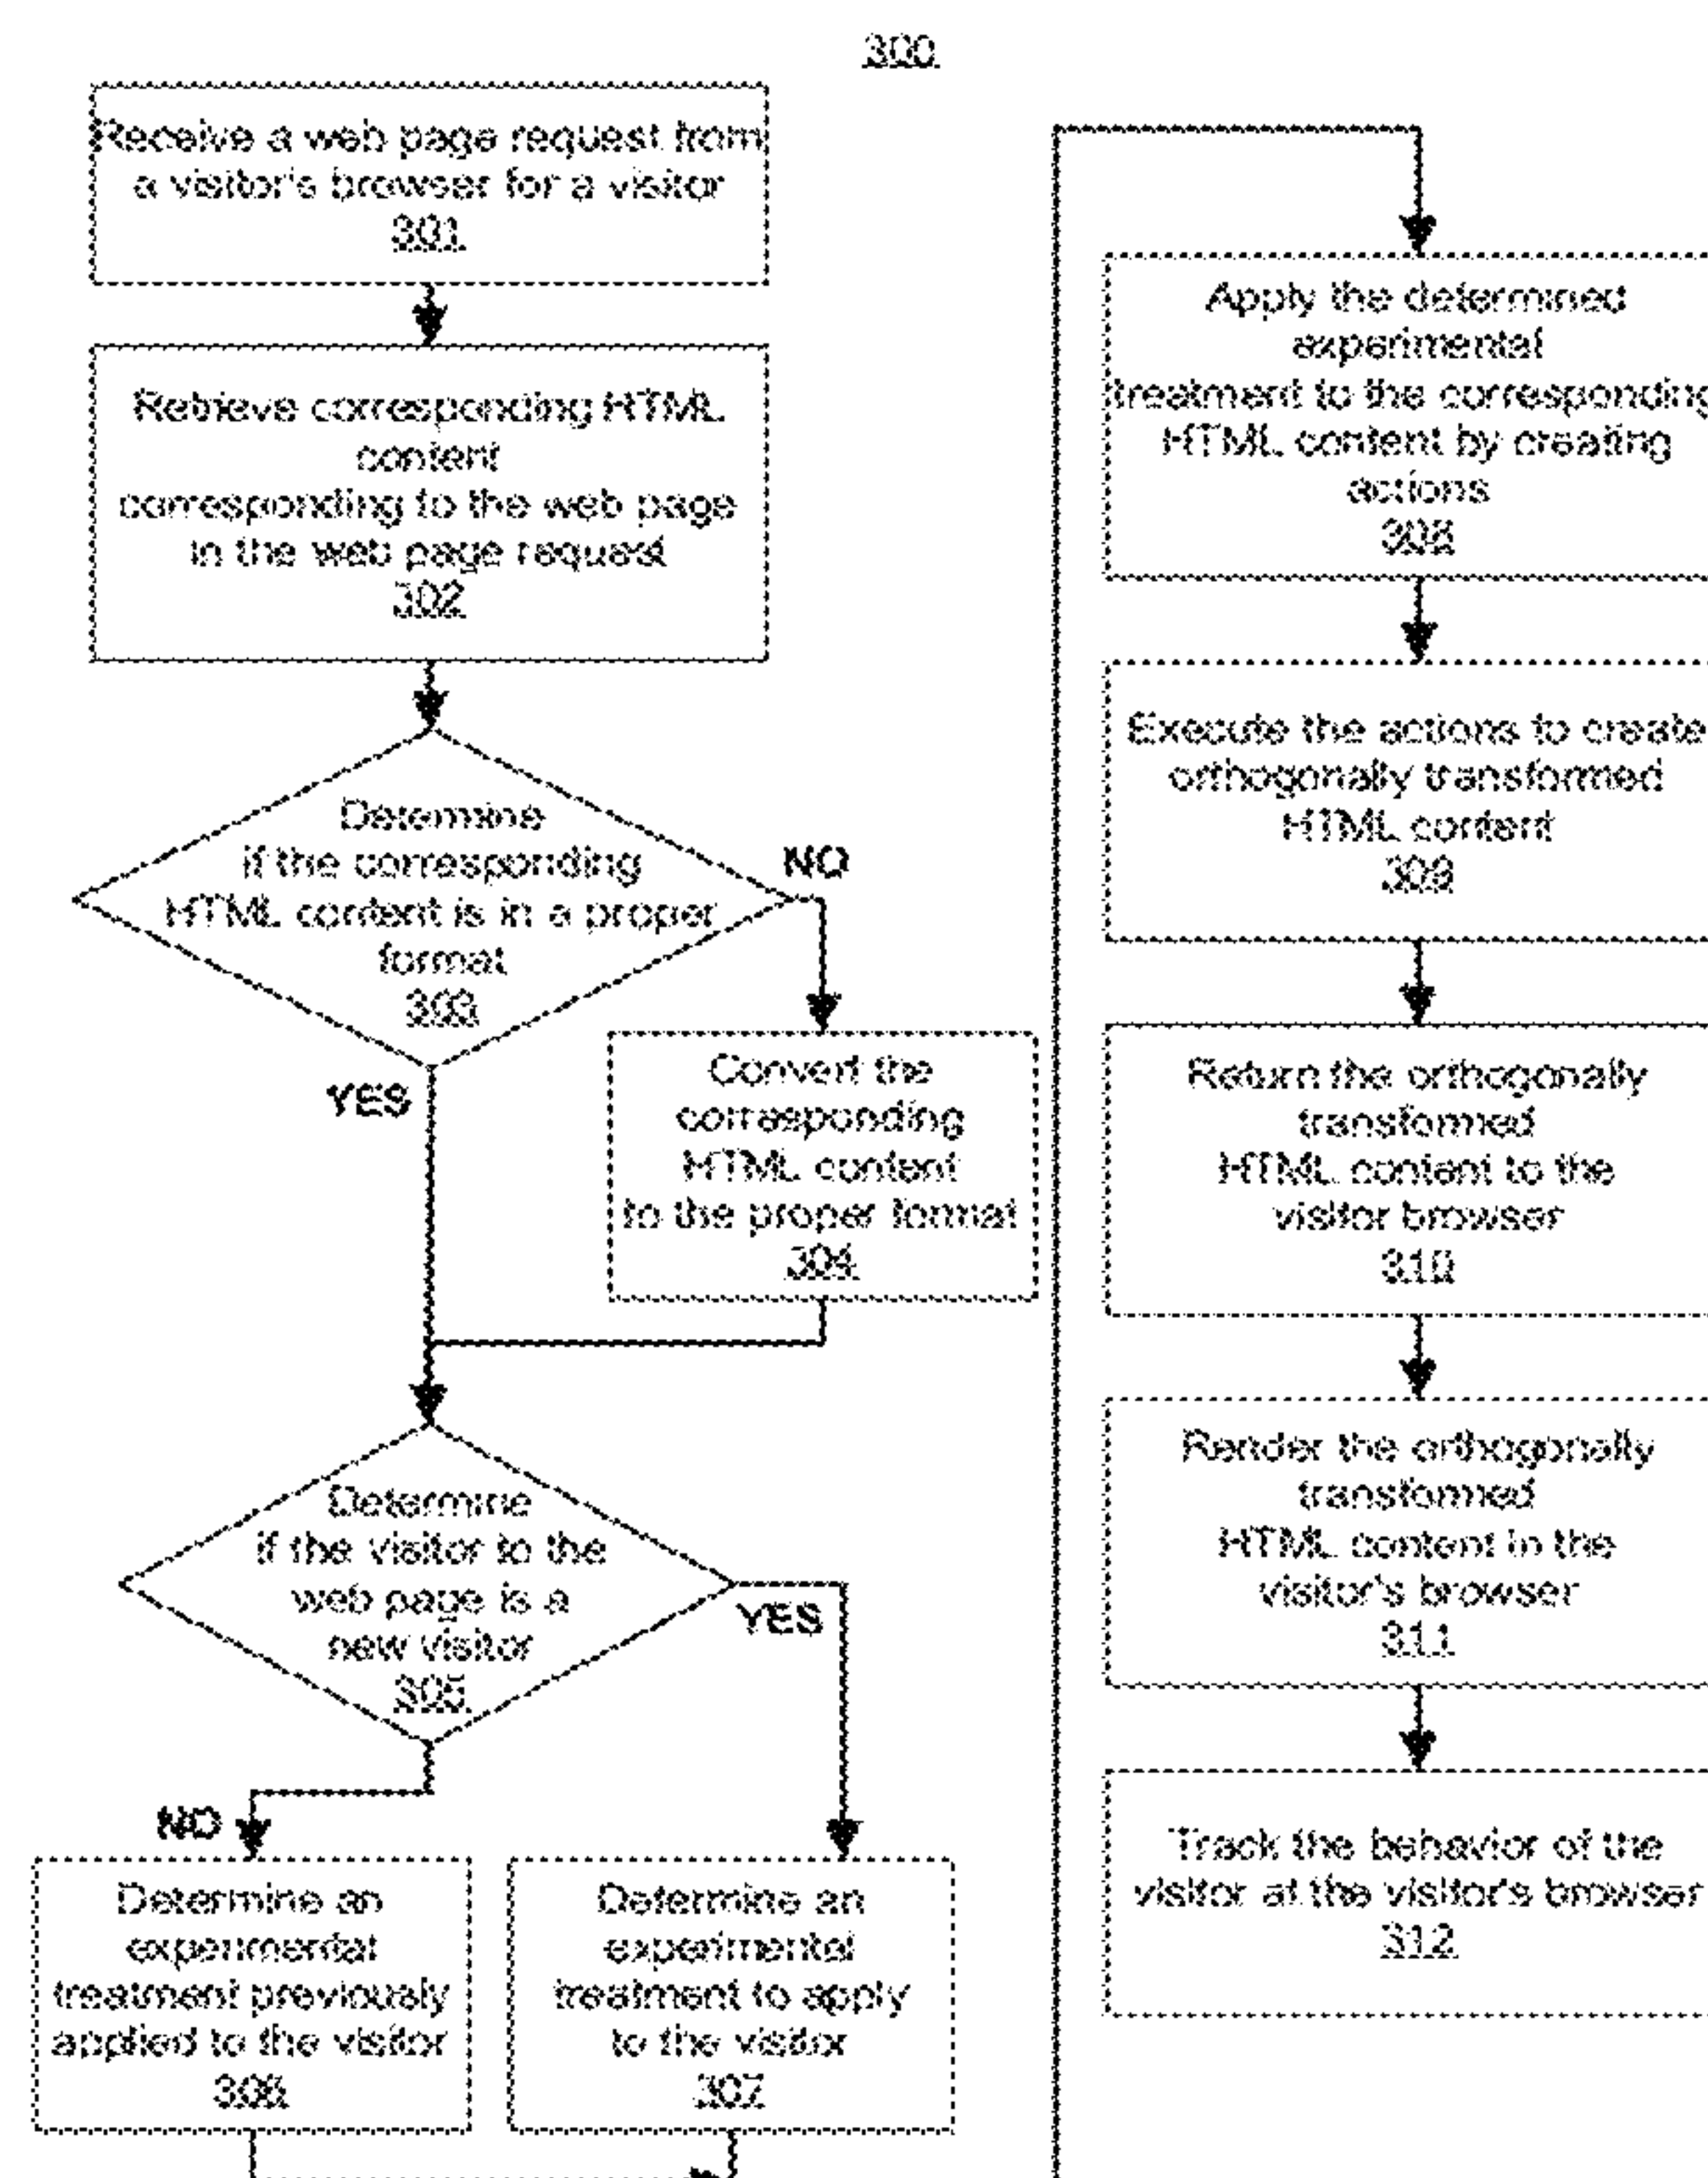 300
Receive a web page request from
a visitor's browser for a visitor
301
Retrieve corresponding HTML
content
corresponding to the web page
in the web page request
302
Determine
if the corresponding
HTML content is in a proper
format
303
NO
YES
Convert the
corresponding
HTML content
to the proper format
304
Determine
if the visitor to the
web page is a
new visitor
305
YES
NO
Determine an
experimental
treatment previously
applied to the visitor
306
Determine an
experimental
treatment to apply
to the visitor
307
Apply the determined
experimental
treatment to the corresponding
HTML content by creating
actions
308
Execute the actions to create
orthogonally transformed
HTML content
309
Return the orthogonally
transformed
HTML content to the
visitor browser
310
Render the orthogonally
transformed
HTML content in the
visitor's browser
311
Track the behavior of the
visitor at the visitor's browser
312